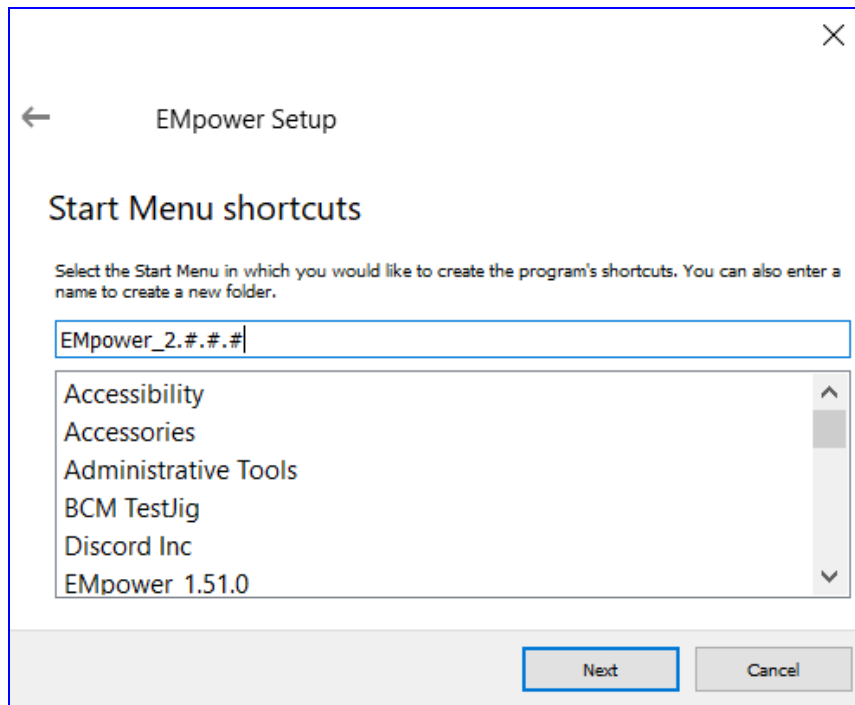 EMpower Setup
Start Menu shortcuts
Select the Start Menu in which you would like to create the program's shortcuts. You can also enter a
name to create a new folder.
EMpower_2.#.#.#
Accessibility
Accessories
Administrative Tools
BCM TestJig
Discord Inc
EMpower_1.51.0
Next
Cancel